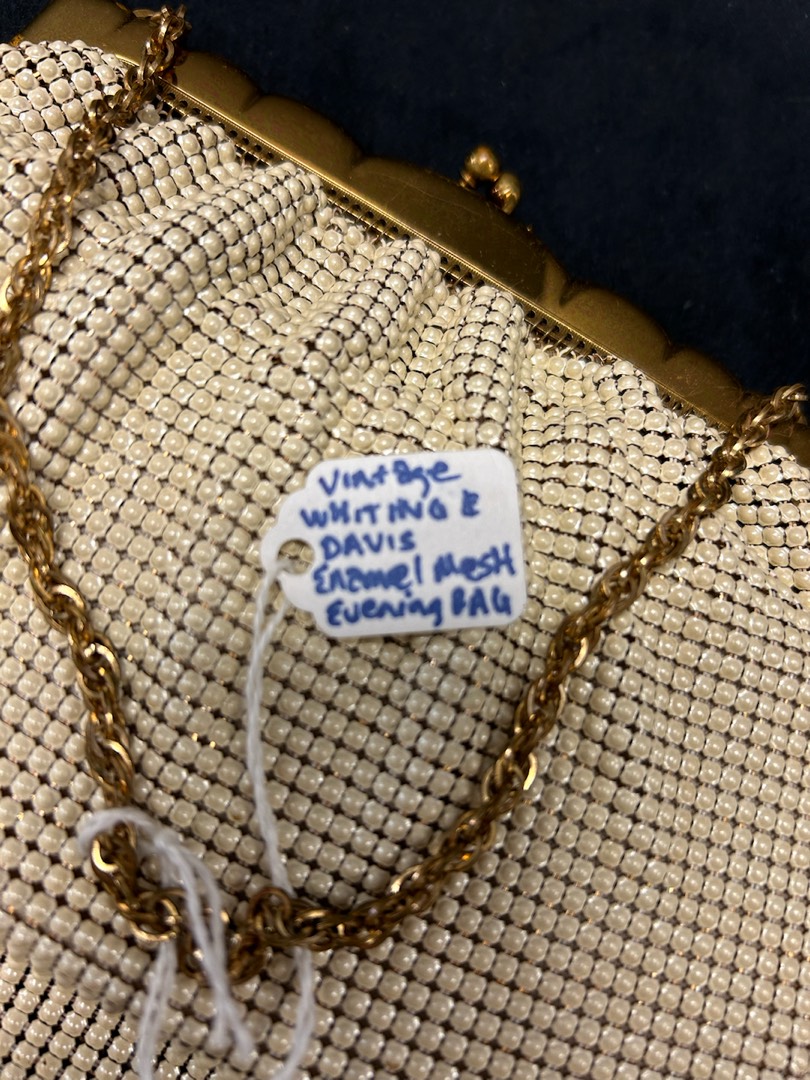 Vintage
WHITING &
DAVIS
Enamel MesH
Evening BAG